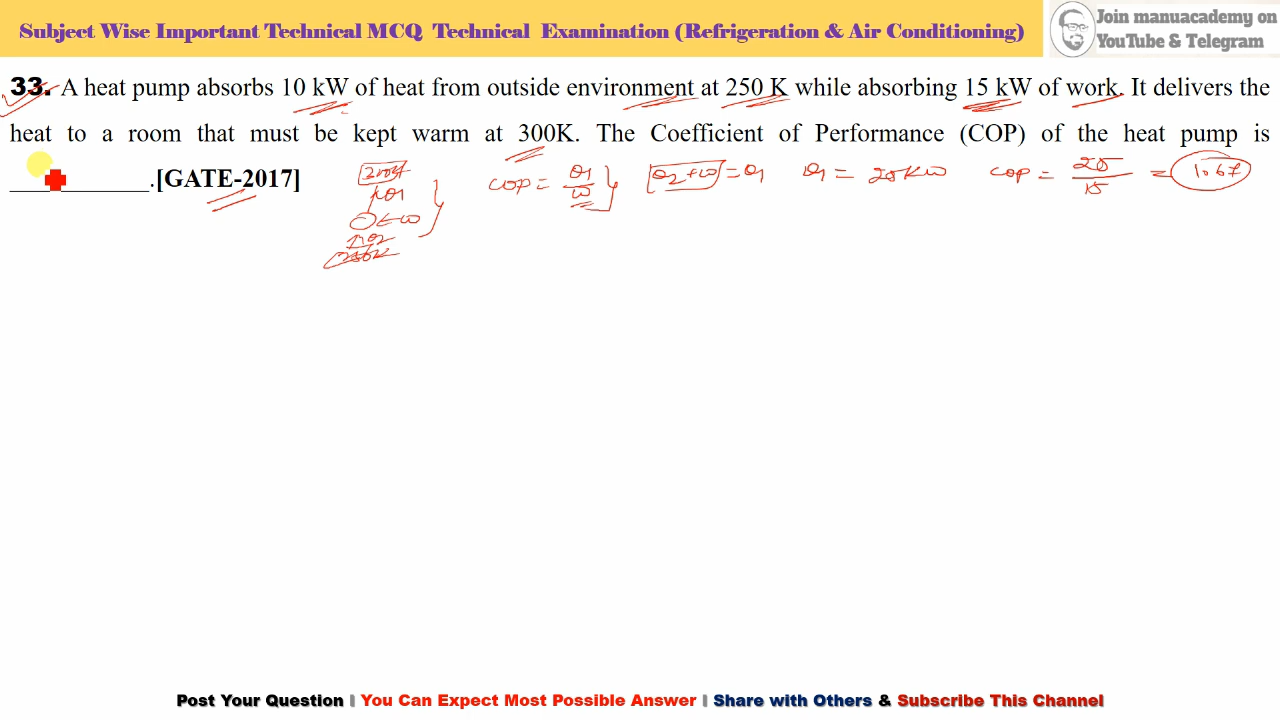 Subject Wise Important Technical MCQ Technical Examination (Refrigeration & Air Conditioning)
Join manuacademy on
YouTube & Telegram
33. A heat pump absorbs 10 kW of heat from outside environment at 250 K while absorbing 15 kW of work. It delivers the
heat to a room that must be kept warm at 300K. The Coefficient of Performance (COP) of the heat pump is
____________.[GATE-2017]
COP = Q1/W
Q2+W = Q1
Q1 = 25 KW
COP = 25/15 = 1.67
Post Your Question | You Can Expect Most Possible Answer | Share with Others & Subscribe This Channel